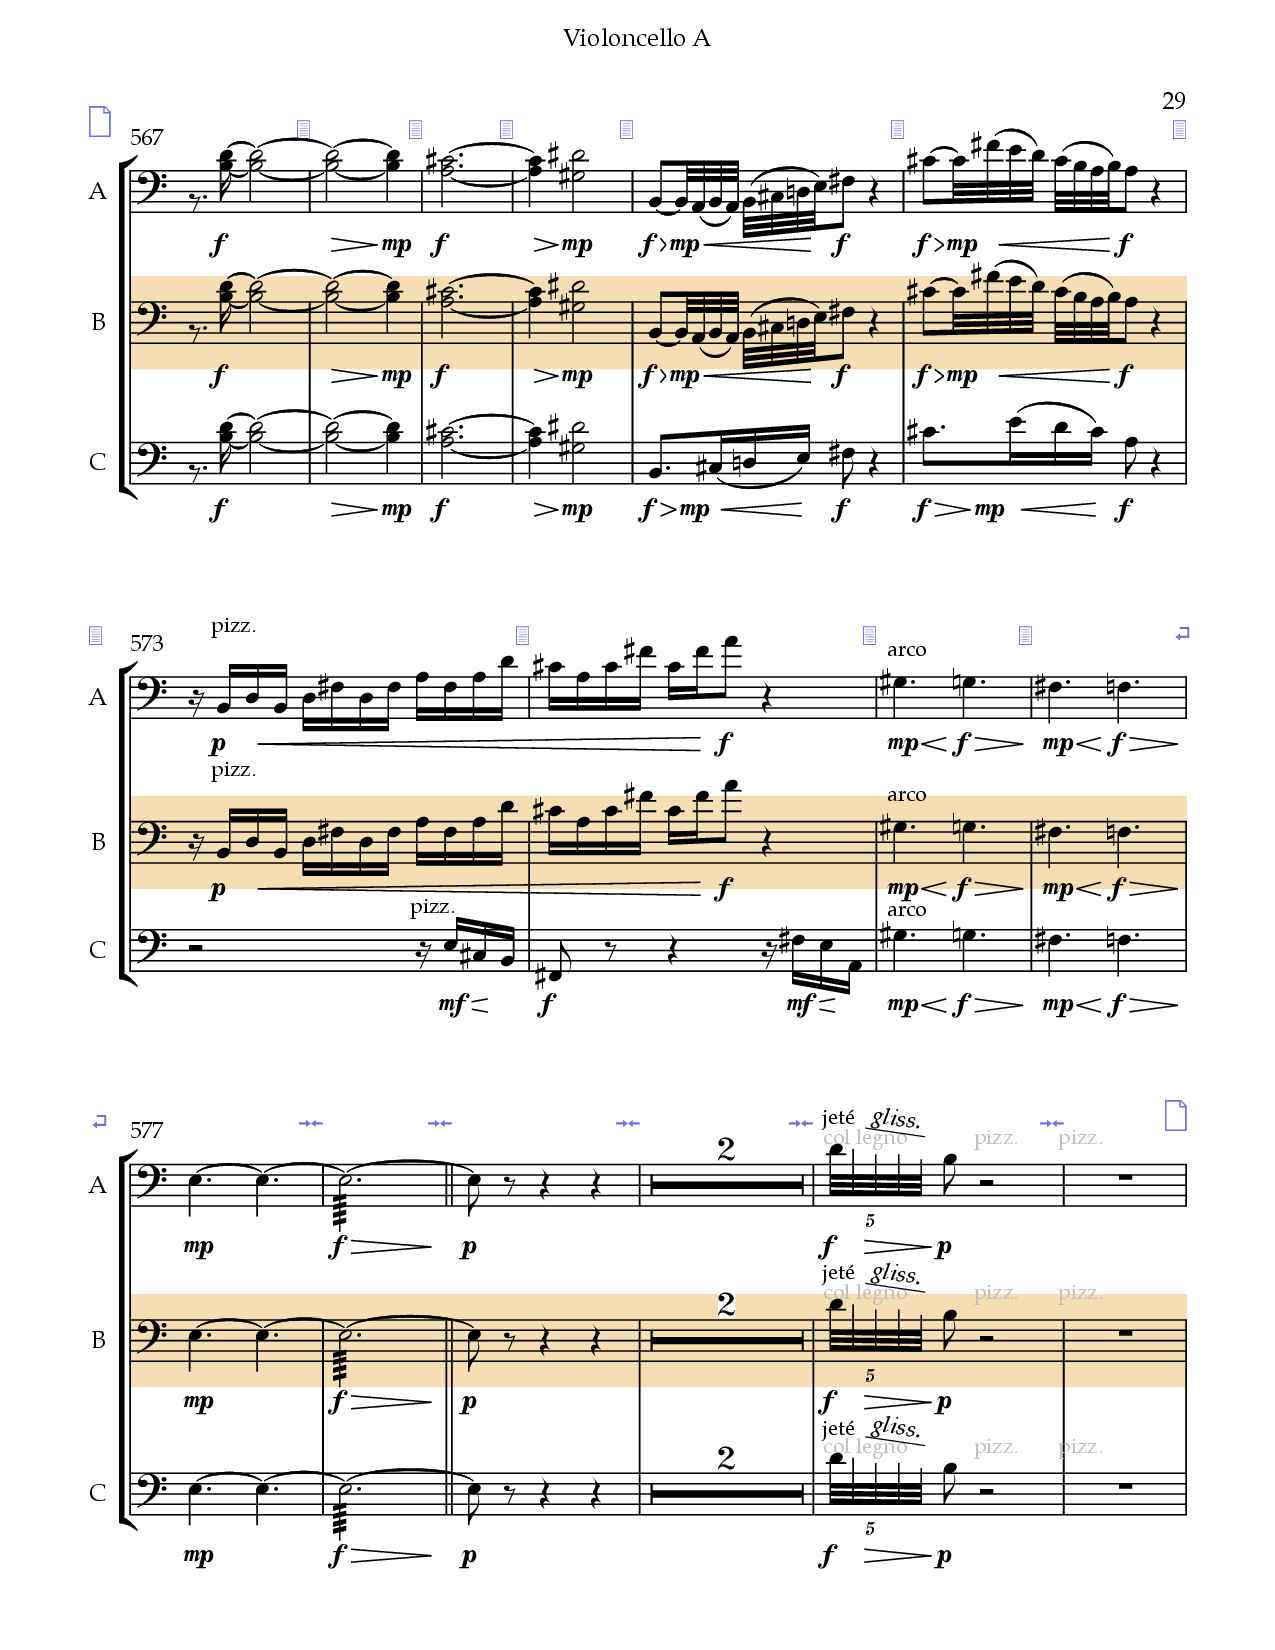 Violoncello A
29
567
A
f mp f mp f mp f f mp f
B
f mp f mp f mp f f mp f
C
f mp f mp f mp f f mp f
573
pizz. arco
A
p f mp f mp f
pizz. arco
B
p f mp f mp f
pizz. arco
C
mf f mf mp f mp f
577
jeté gliss.
col legno pizz. pizz.
2
A
5
mp f p f p
jeté gliss.
col legno pizz. pizz.
2
B
5
mp f p f p
jeté gliss.
col legno pizz. pizz.
2
C
5
mp f p f p